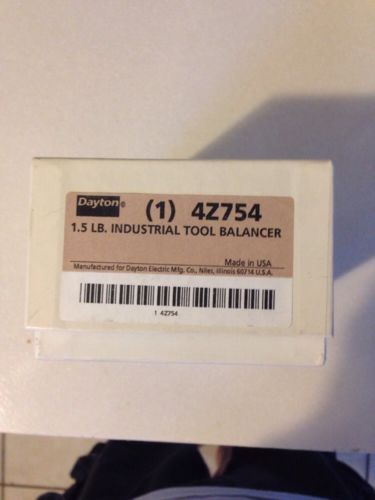 Dayton® (1) 4Z754
1.5 LB. INDUSTRIAL TOOL BALANCER
Made in USA
Manufactured for Dayton Electric Mfg. Co., Niles, Illinois 60714 U.S.A.
1 4Z754